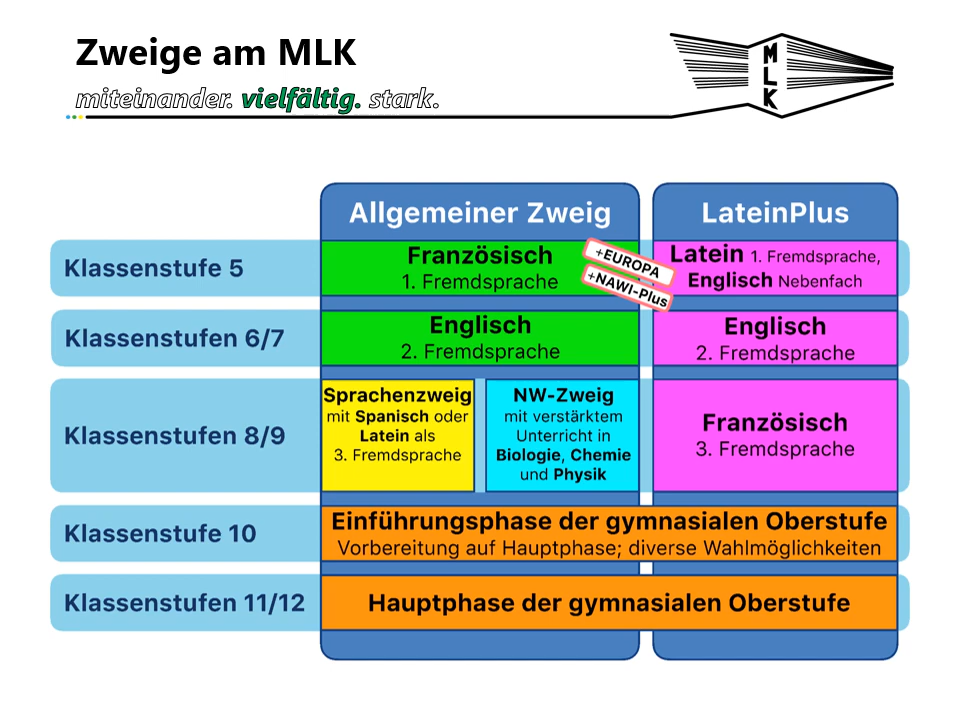 Zweige am MLK
miteinander. vielfältig. stark.
MLK
Allgemeiner Zweig
LateinPlus
Klassenstufe 5
Französisch
1. Fremdsprache
+EUROPA
+NAWI-Plus
Latein 1. Fremdsprache,
Englisch Nebenfach
Klassenstufen 6/7
Englisch
2. Fremdsprache
Englisch
2. Fremdsprache
Klassenstufen 8/9
Sprachenzweig
mit Spanisch oder
Latein als
3. Fremdsprache
NW-Zweig
mit verstärktem
Unterricht in
Biologie, Chemie
und Physik
Französisch
3. Fremdsprache
Klassenstufe 10
Einführungsphase der gymnasialen Oberstufe
Vorbereitung auf Hauptphase; diverse Wahlmöglichkeiten
Klassenstufen 11/12
Hauptphase der gymnasialen Oberstufe